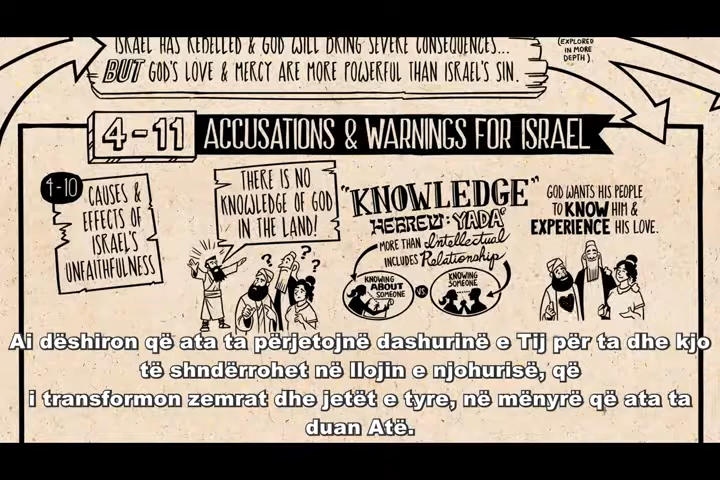 ISRAEL HAS REBELLED & GOD WILL BRING SEVERE CONSEQUENCES...
BUT GOD'S LOVE & MERCY ARE MORE POWERFUL THAN ISRAEL'S SIN.
(EXPLORED
IN MORE
DEPTH)
4-11 ACCUSATIONS & WARNINGS FOR ISRAEL
4-10
CAUSES &
EFFECTS OF
ISRAEL'S
UNFAITHFULNESS
THERE IS NO
KNOWLEDGE OF GOD
IN THE LAND!
? ? ? ?
"KNOWLEDGE"
HEBREW: YADA'
MORE THAN Intellectual
INCLUDES Relationship
KNOWING
ABOUT
SOMEONE
VS
KNOWING
SOMEONE
GOD WANTS HIS PEOPLE
TO KNOW HIM &
EXPERIENCE HIS LOVE.
Ai dëshiron që ata ta përjetojnë dashurinë e Tij për ta dhe kjo
të shndërrohet në llojin e njohurisë, që
i transformon zemrat dhe jetët e tyre, në mënyrë që ata ta
duan Atë.